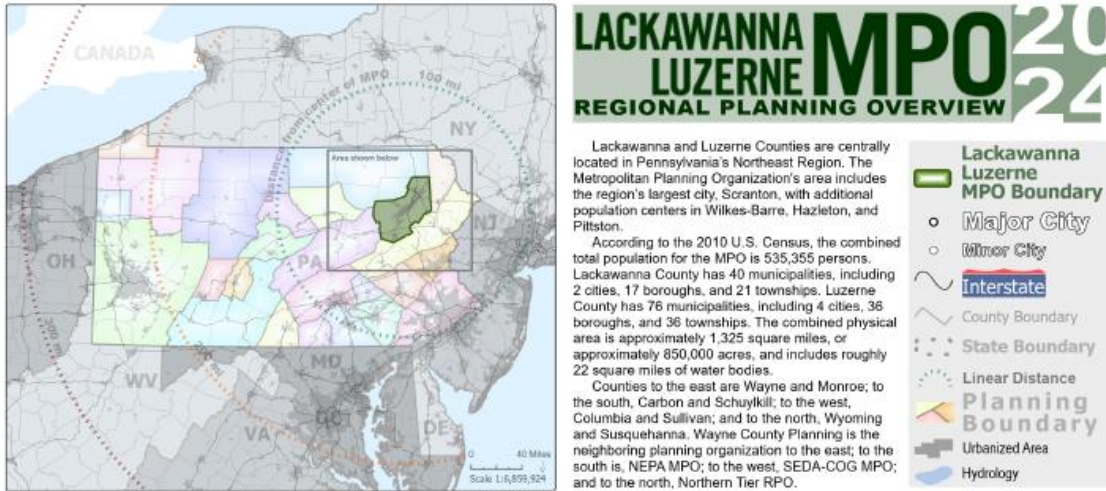 CANADA
Distance from center of MPO
100 mi
NY
Area shown below
OH
PA
NJ
300 mi
MD
WV
DC
VA
DE
0 40 Miles
Scale 1:6,859,924
LACKAWANNA
LUZERNE
MPO
REGIONAL PLANNING OVERVIEW
20
24
Lackawanna and Luzerne Counties are centrally
located in Pennsylvania's Northeast Region. The
Metropolitan Planning Organization's area includes
the region's largest city, Scranton, with additional
population centers in Wilkes-Barre, Hazleton, and
Pittston.
According to the 2010 U.S. Census, the combined
total population for the MPO is 535,355 persons.
Lackawanna County has 40 municipalities, including
2 cities, 17 boroughs, and 21 townships. Luzerne
County has 76 municipalities, including 4 cities, 36
boroughs, and 36 townships. The combined physical
area is approximately 1,325 square miles, or
approximately 850,000 acres, and includes roughly
22 square miles of water bodies.
Counties to the east are Wayne and Monroe; to
the south, Carbon and Schuylkill; to the west,
Columbia and Sullivan; and to the north, Wyoming
and Susquehanna. Wayne County Planning is the
neighboring planning organization to the east; to the
south is, NEPA MPO; to the west, SEDA-COG MPO;
and to the north, Northern Tier RPO.
Lackawanna
Luzerne
MPO Boundary
Major City
Minor City
Interstate
County Boundary
State Boundary
Linear Distance
Planning
Boundary
Urbanized Area
Hydrology